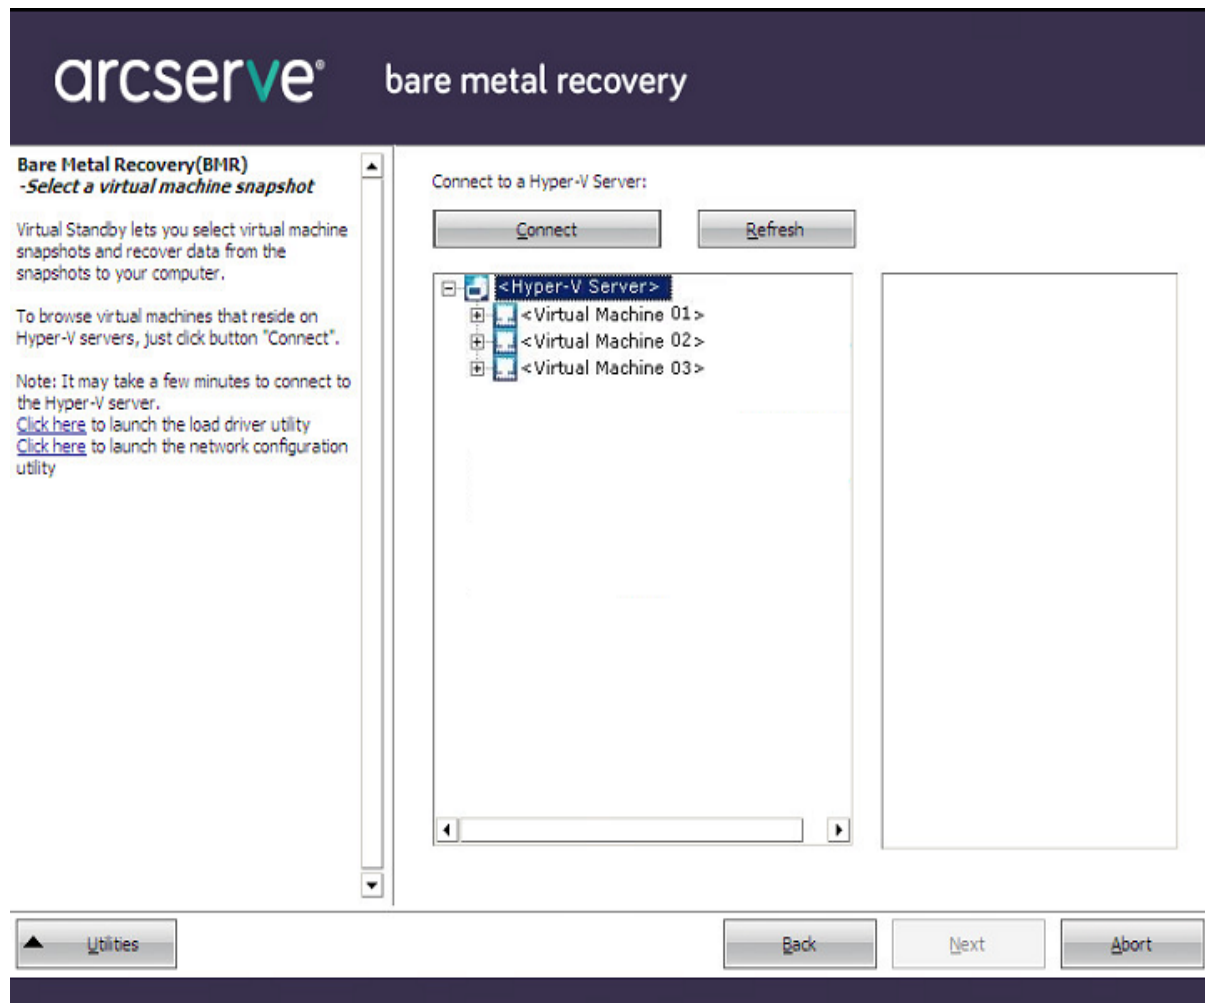 arcserve® bare metal recovery
Bare Metal Recovery(BMR)
-Select a virtual machine snapshot
Virtual Standby lets you select virtual machine
snapshots and recover data from the
snapshots to your computer.
To browse virtual machines that reside on
Hyper-V servers, just click button "Connect".
Note: It may take a few minutes to connect to
the Hyper-V server.
Click here to launch the load driver utility
Click here to launch the network configuration
utility
Connect to a Hyper-V Server:
Connect
Refresh
<Hyper-V Server>
<Virtual Machine 01>
<Virtual Machine 02>
<Virtual Machine 03>
Utilities
Back
Next
Abort